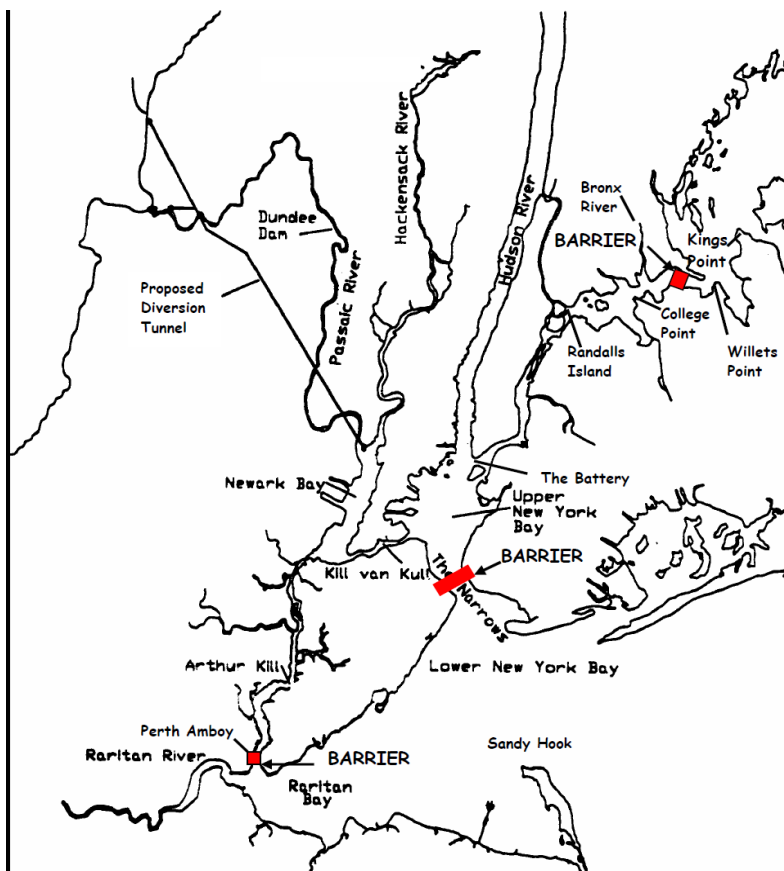 Hackensack River
Hudson River
Bronx
River
Kings
Point
BARRIER
Dundee
Dam
Passaic River
Proposed
Diversion
Tunnel
College
Point
Willets
Point
Randalls
Island
The Battery
Newark Bay
Upper
New York
Bay
BARRIER
Kill van Kull
The Narrows
Arthur Kill
Lower New York Bay
Perth Amboy
Raritan River
BARRIER
Sandy Hook
Raritan
Bay